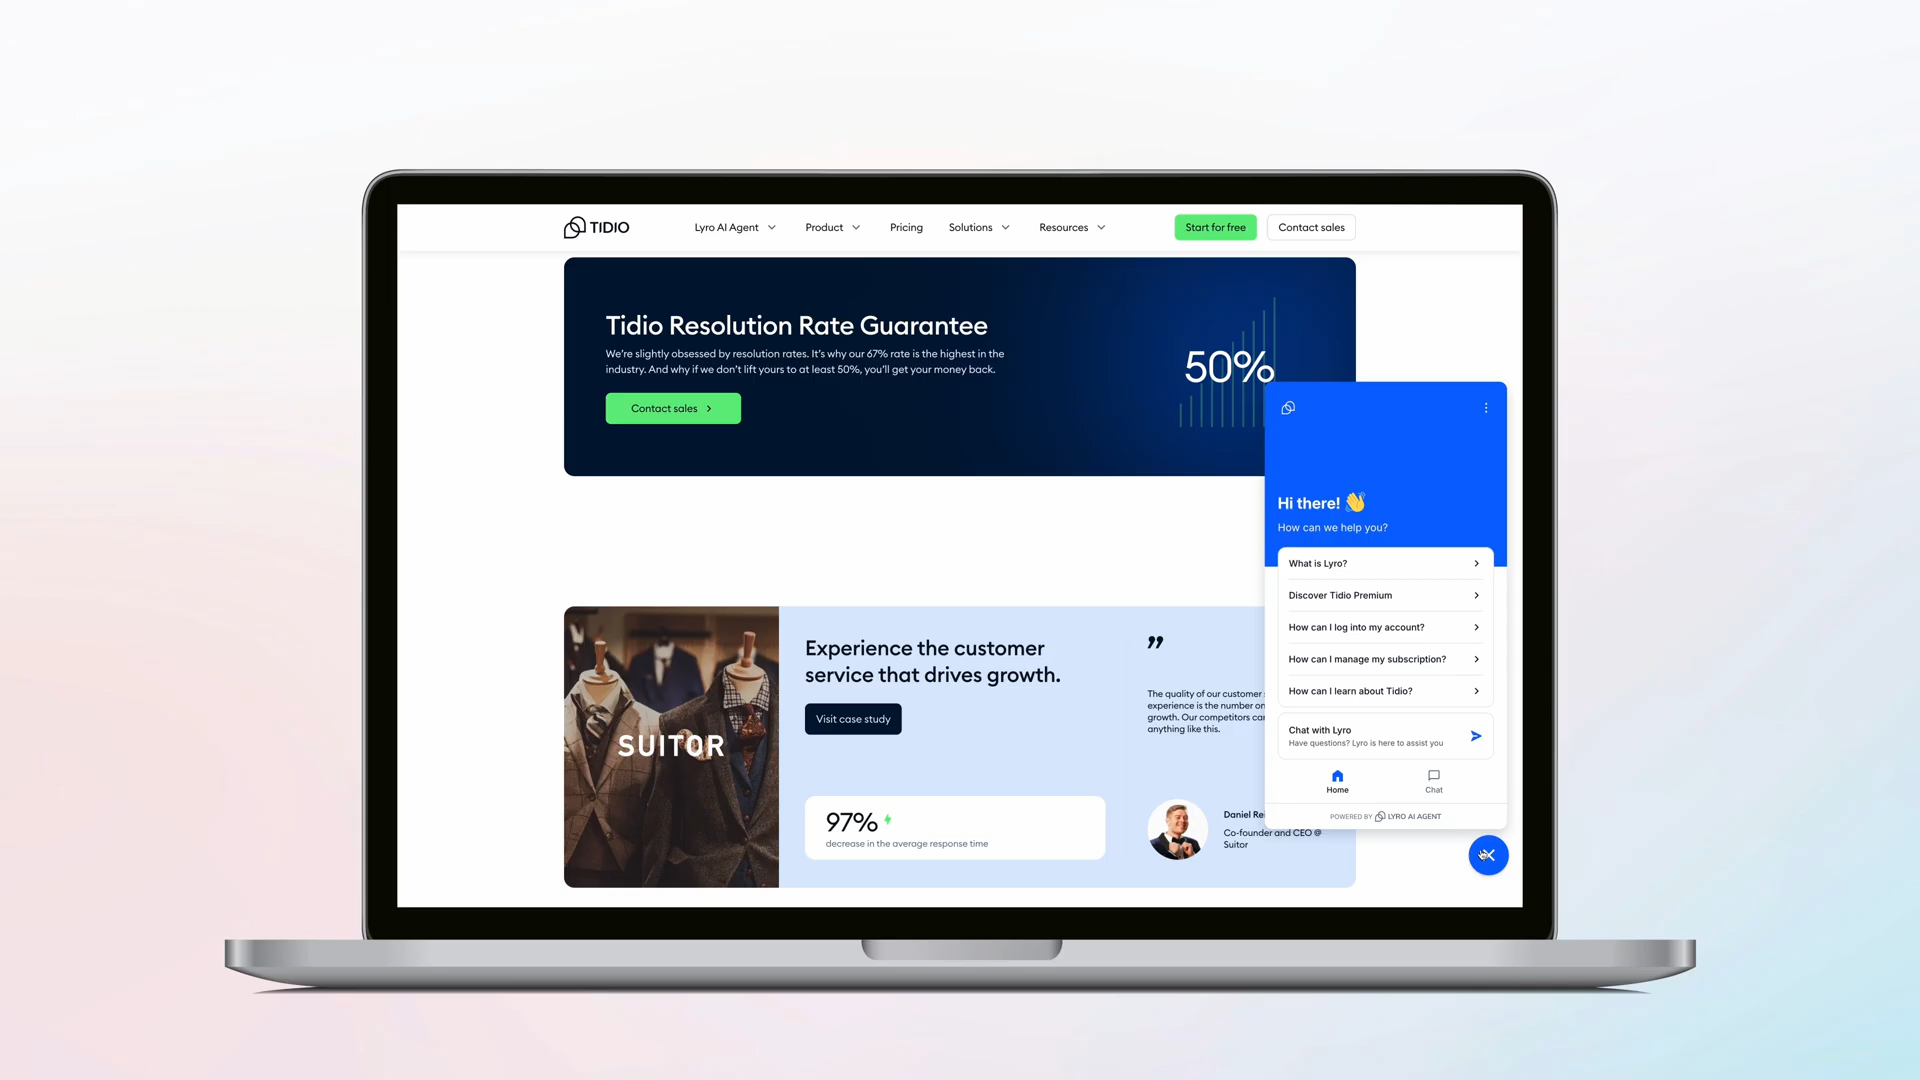 TIDIO
Lyro AI Agent
Product
Pricing
Solutions
Resources
Start for free
Contact sales
Tidio Resolution Rate Guarantee
We're slightly obsessed by resolution rates. It's why our 67% rate is the highest in the
industry. And why if we don't lift yours to at least 50%, you'll get your money back.
Contact sales
50%
Hi there! 👋
How can we help you?
What is Lyro?
Discover Tidio Premium
How can I log into my account?
How can I manage my subscription?
How can I learn about Tidio?
Chat with Lyro
Have questions? Lyro is here to assist you
Home
Chat
POWERED BY LYRO AI AGENT
SUITOR
Experience the customer
service that drives growth.
Visit case study
97%
decrease in the average response time
”
The quality of our customer
experience is the number
growth. Our competitors
anything like this.
Daniel
Co-founder and CEO @
Suitor